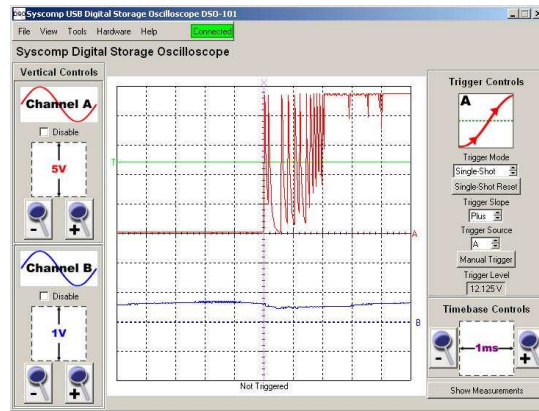 DSO Syscomp USB Digital Storage Oscilloscope DSO-101
File View Tools Hardware Help Connected
Syscomp Digital Storage Oscilloscope
Vertical Controls
Channel A
Disable
5V
- +
Channel B
Disable
1V
- +
T
A
B
Not Triggered
Trigger Controls
A
Trigger Mode
Single-Shot
Single-Shot Reset
Trigger Slope
Plus
Trigger Source
A
Manual Trigger
Trigger Level
12.125 V
Timebase Controls
- 1ms +
Show Measurements